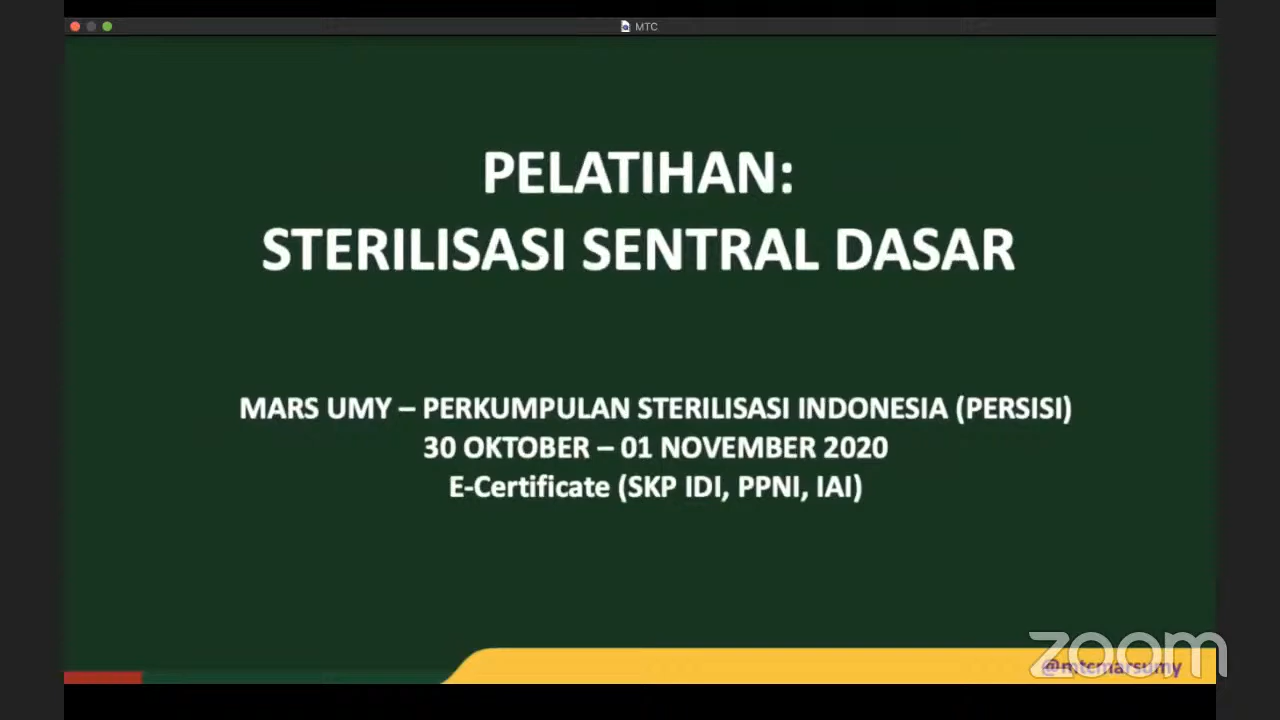 MTC
PELATIHAN:
STERILISASI SENTRAL DASAR
MARS UMY – PERKUMPULAN STERILISASI INDONESIA (PERSISI)
30 OKTOBER – 01 NOVEMBER 2020
E-Certificate (SKP IDI, PPNI, IAI)
zoom
@mtcmarsumy